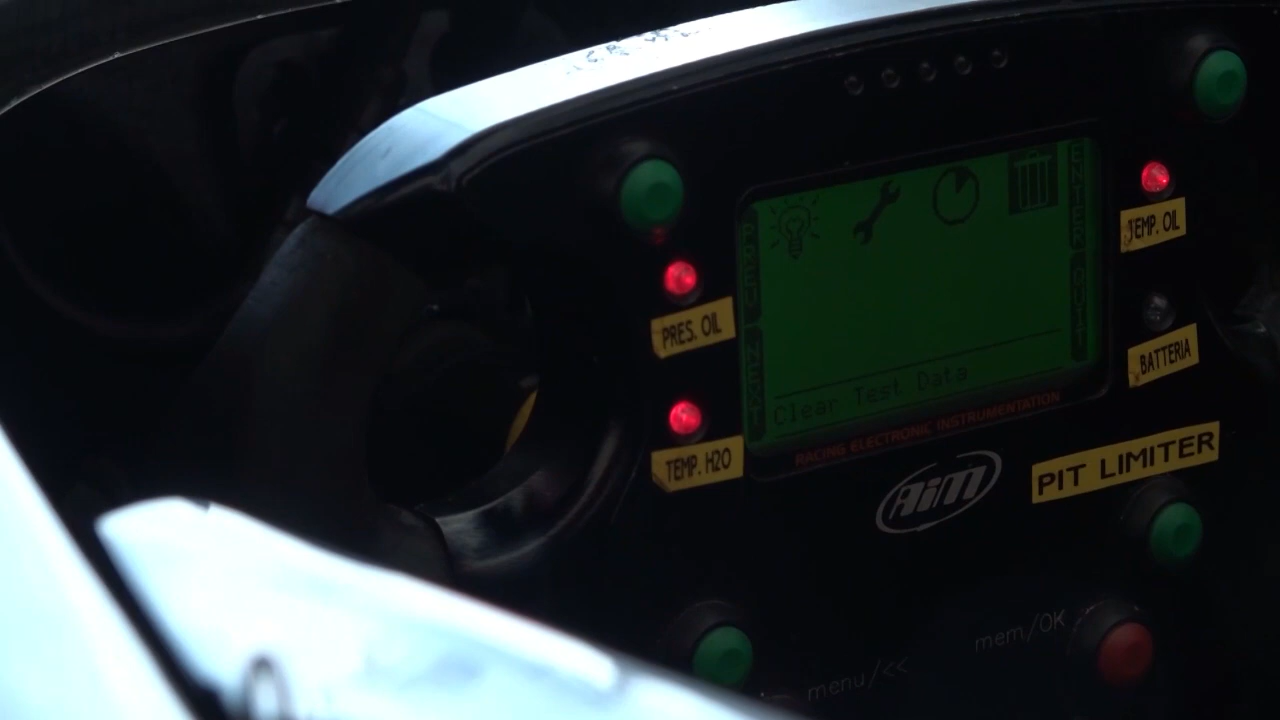 TEMP. OIL
PRES. OIL
BATTERIA
Clear Test Data
RACING ELECTRONIC INSTRUMENTATION
TEMP. H2O
AiM
PIT LIMITER
mem/OK
menu/<<